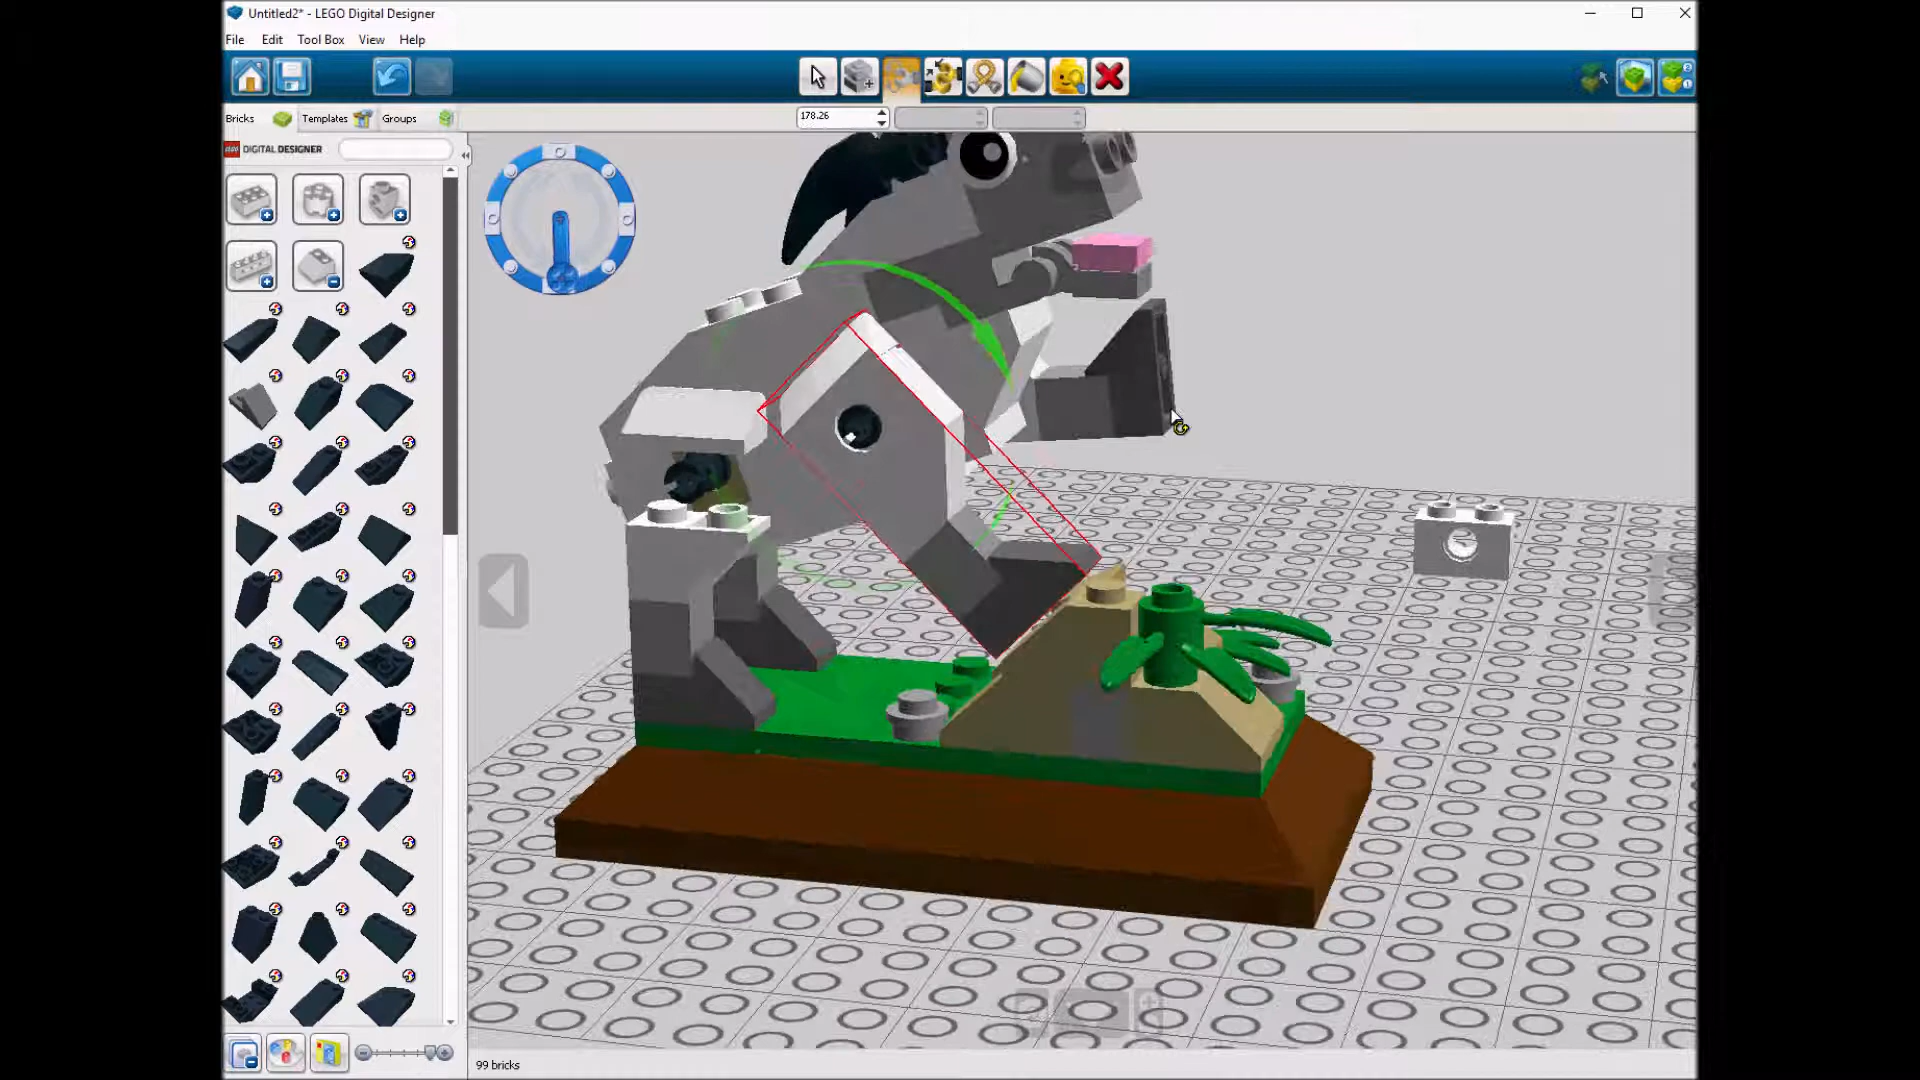 Untitled2* - LEGO Digital Designer
File Edit Tool Box View Help
Bricks Templates Groups
178.26
LEGO DIGITAL DESIGNER
99 bricks